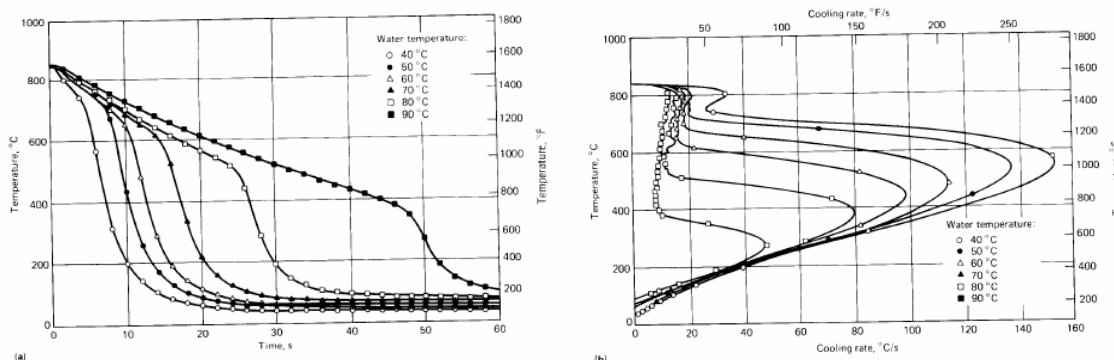 1000
800
600
400
200
0
Temperature, °C
0
10
20
30
40
50
60
Time, s
1800
1600
1400
1200
1000
800
600
400
200
Temperature, °F
Water temperature:
40 °C
50 °C
60 °C
70 °C
80 °C
90 °C
(a)
Cooling rate, °F/s
50
100
150
200
250
1000
800
600
400
200
0
Temperature, °C
1800
1600
1400
1200
1000
800
600
400
200
Water temperature:
40 °C
50 °C
60 °C
70 °C
80 °C
90 °C
0
20
40
60
80
100
120
140
160
Cooling rate, °C/s
(b)